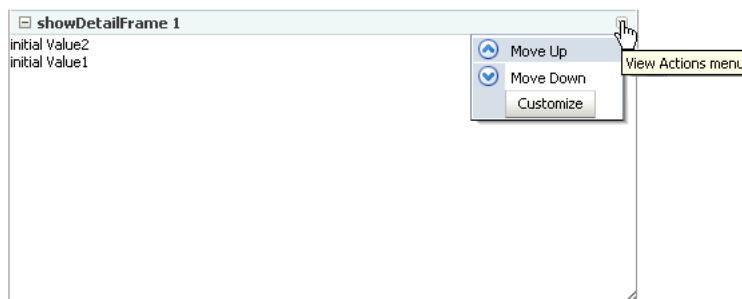 showDetailFrame 1
initial Value2
initial Value1
Move Up
View Actions menu
Move Down
Customize